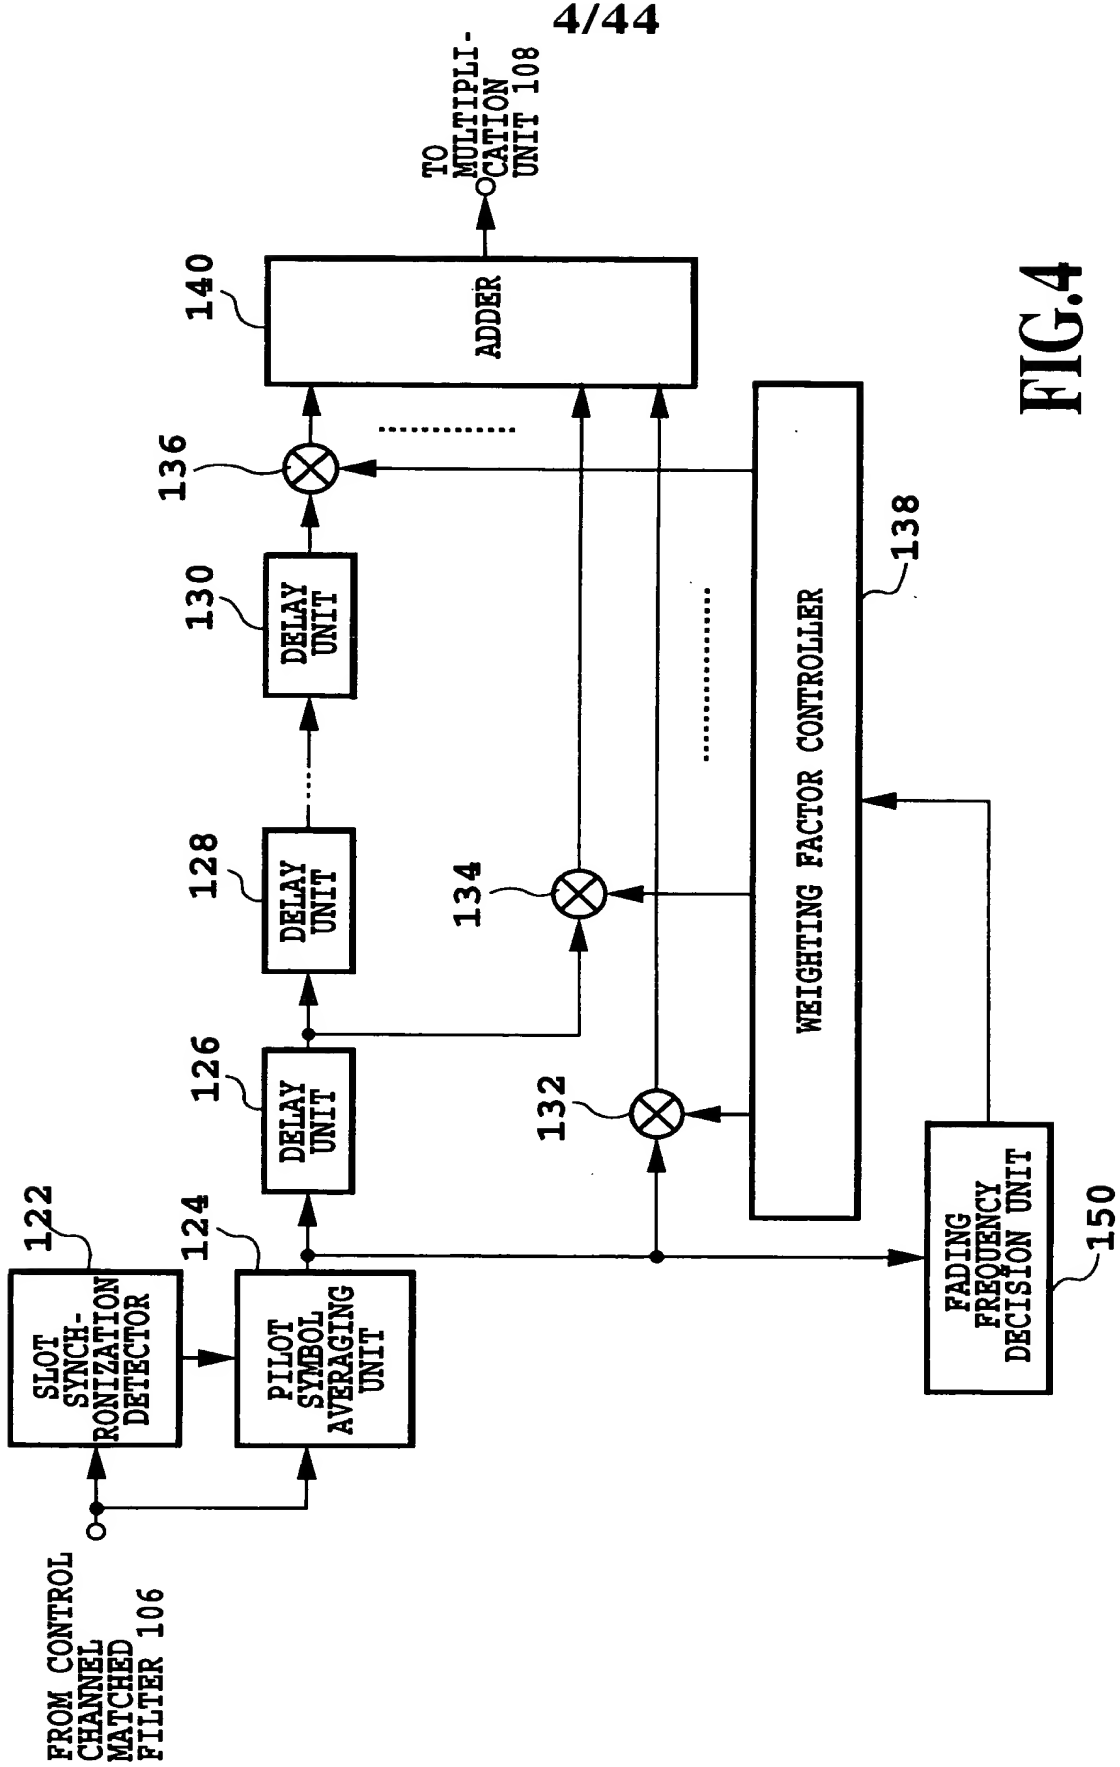 4/44
FROM CONTROL
CHANNEL
MATCHED
FILTER 106
122
SLOT
SYNCH-
RONIZATION
DETECTOR
124
PILOT
SYMBOL
AVERAGING
UNIT
126
DELAY
UNIT
128
DELAY
UNIT
130
DELAY
UNIT
136
140
ADDER
TO
MULTIPLI-
CATION
UNIT 108
132
134
WEIGHTING FACTOR CONTROLLER
138
FADING
FREQUENCY
DECISION UNIT
150
FIG.4